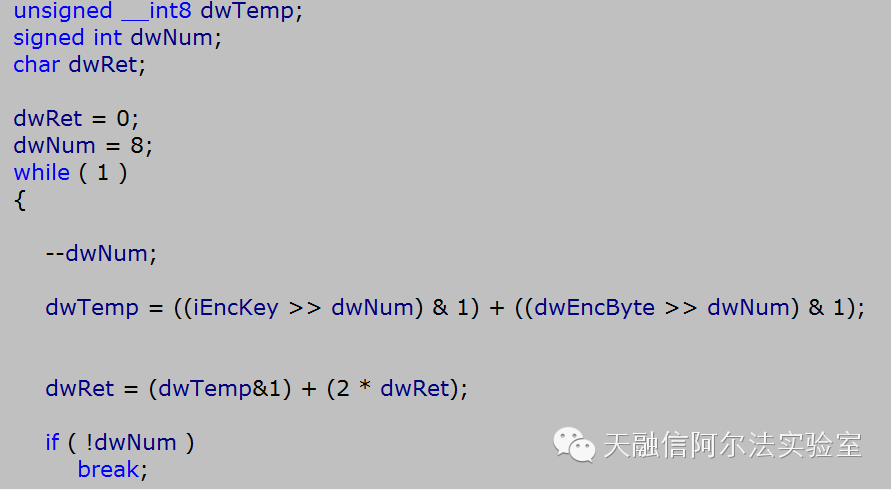 unsigned __int8 dwTemp;
signed int dwNum;
char dwRet;
dwRet = 0;
dwNum = 8;
while ( 1 )
{
--dwNum;
dwTemp = ((iEncKey >> dwNum) & 1) + ((dwEncByte >> dwNum) & 1);
dwRet = (dwTemp&1) + (2 * dwRet);
if ( !dwNum )
break;
天融信阿尔法实验室